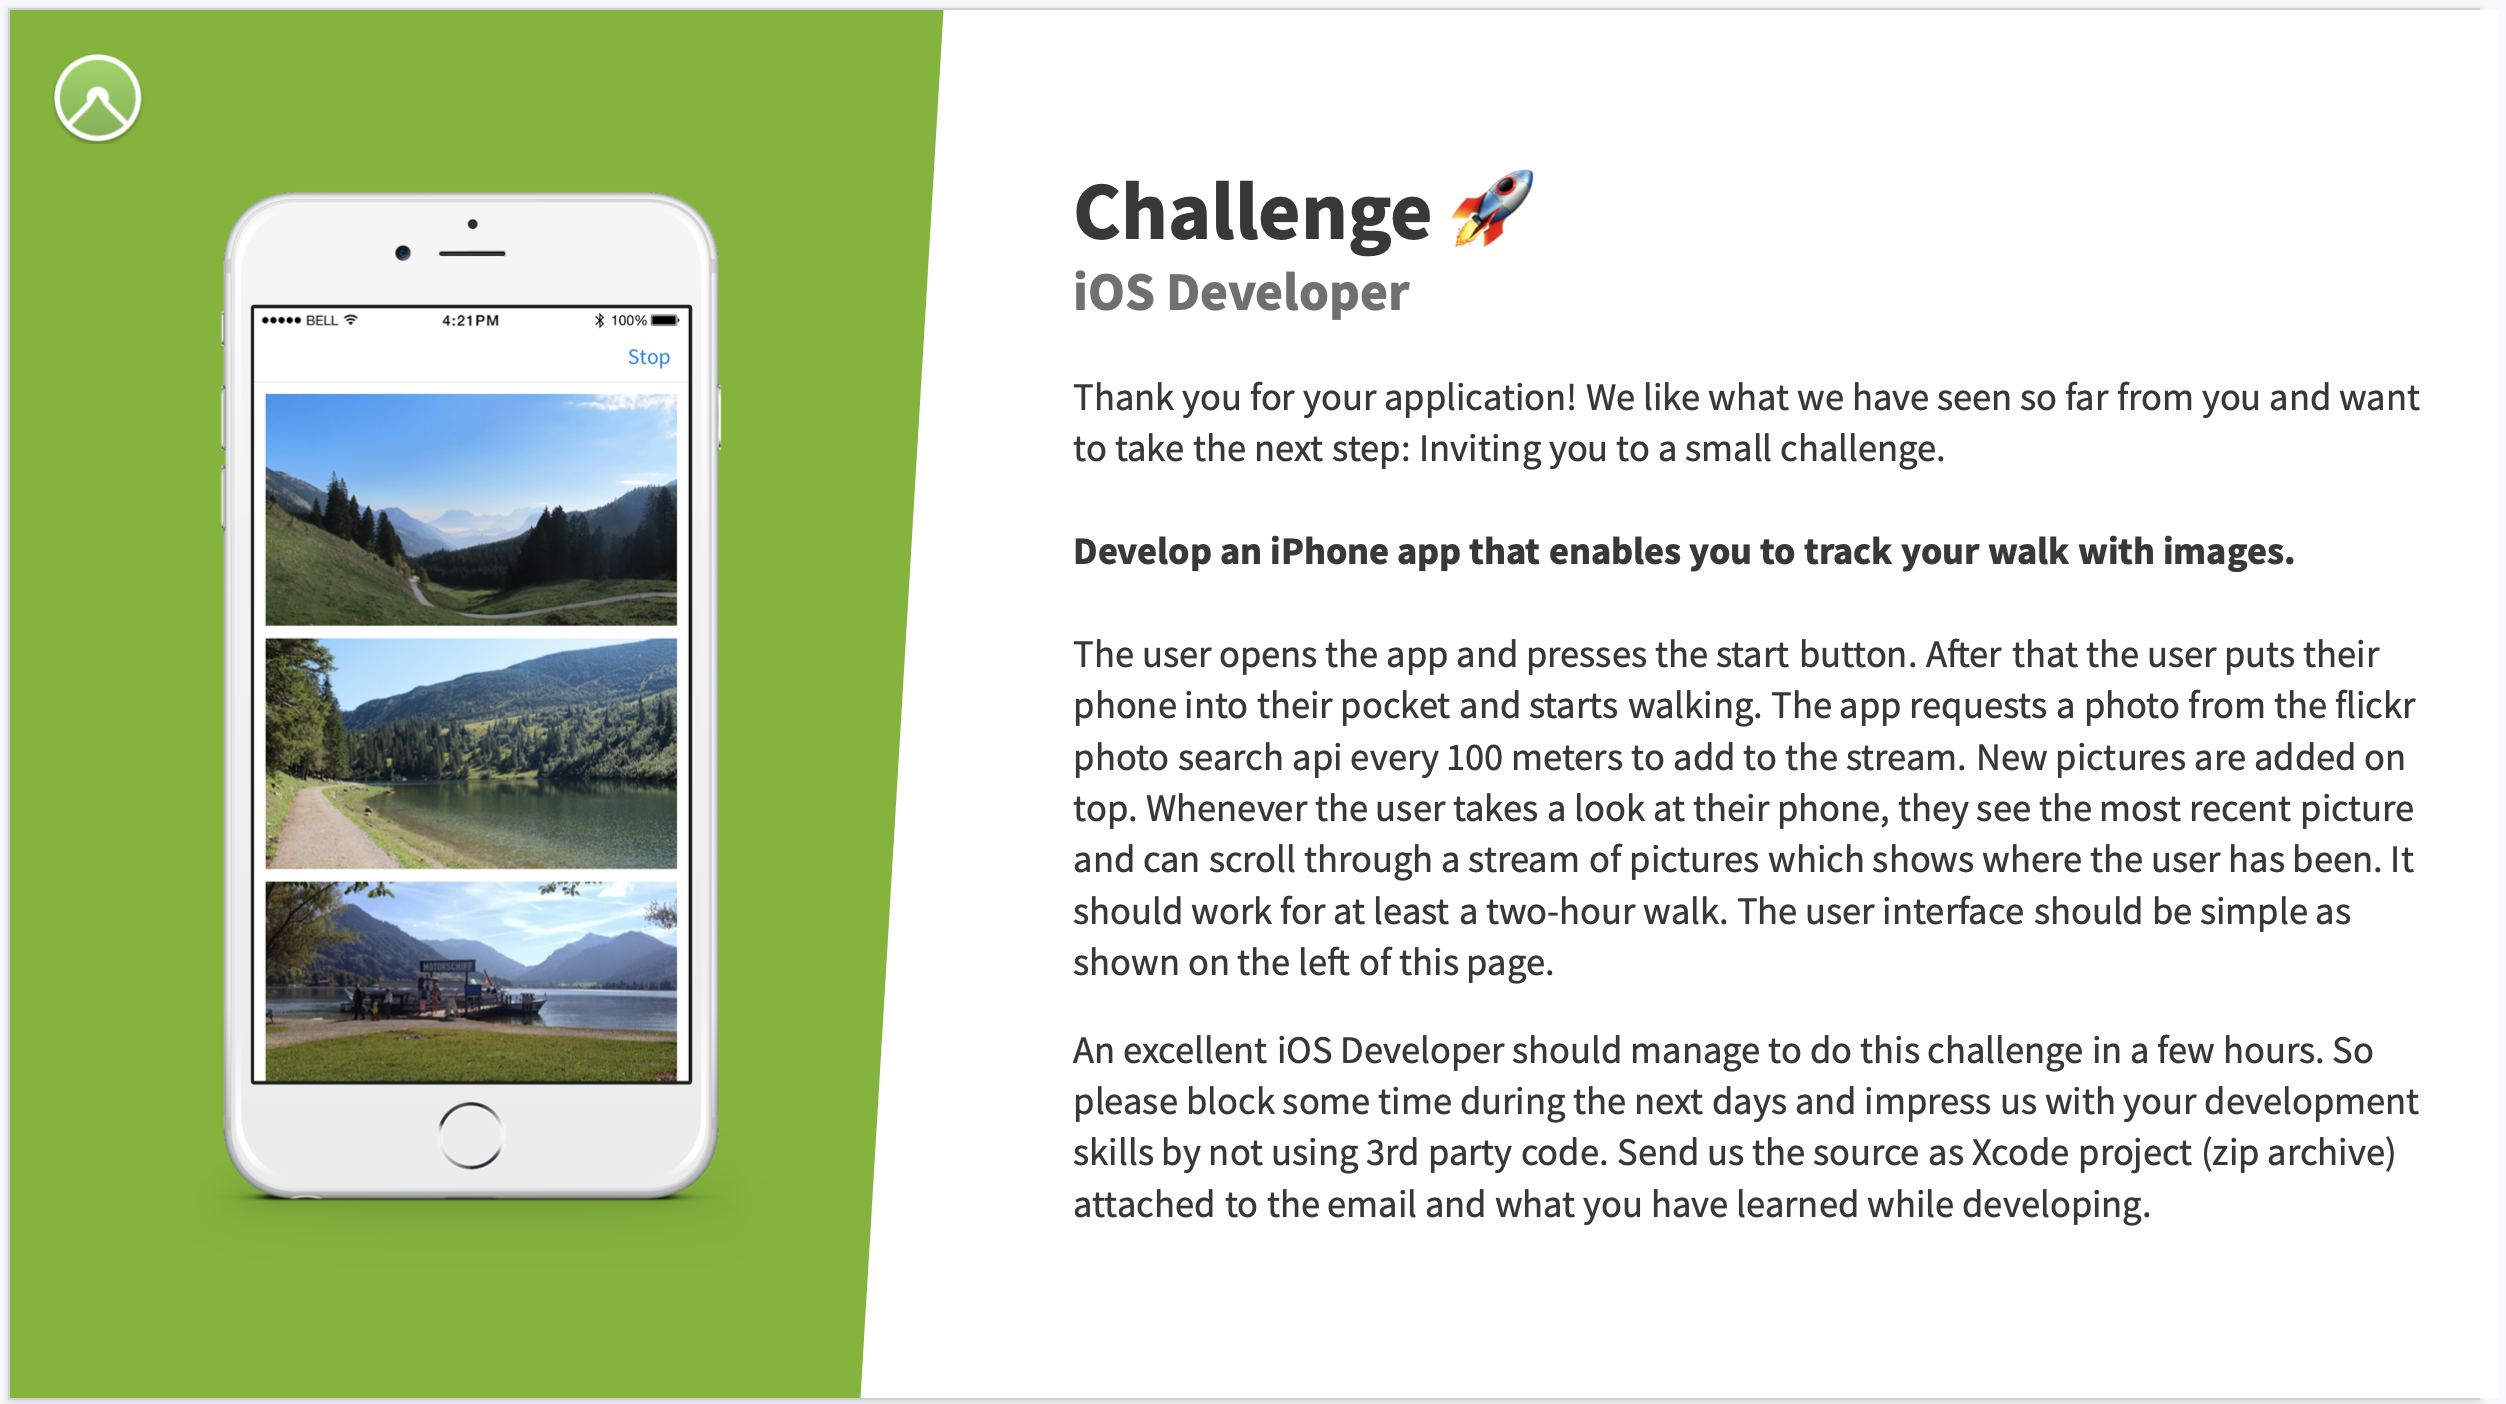 BELL
4:21PM
100%
Stop
MOTORSCHIFF
Challenge 🚀
iOS Developer
Thank you for your application! We like what we have seen so far from you and want
to take the next step: Inviting you to a small challenge.
Develop an iPhone app that enables you to track your walk with images.
The user opens the app and presses the start button. After that the user puts their
phone into their pocket and starts walking. The app requests a photo from the flickr
photo search api every 100 meters to add to the stream. New pictures are added on
top. Whenever the user takes a look at their phone, they see the most recent picture
and can scroll through a stream of pictures which shows where the user has been. It
should work for at least a two-hour walk. The user interface should be simple as
shown on the left of this page.
An excellent iOS Developer should manage to do this challenge in a few hours. So
please block some time during the next days and impress us with your development
skills by not using 3rd party code. Send us the source as Xcode project (zip archive)
attached to the email and what you have learned while developing.